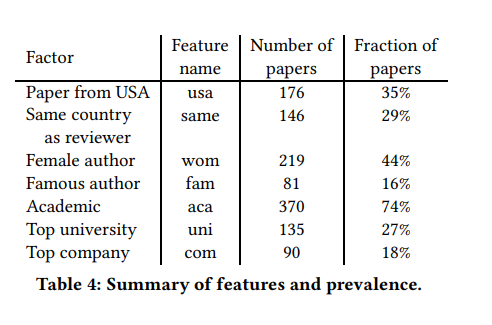 Factor Feature name Number of papers Fraction of papers
Paper from USA usa 176 35%
Same country as reviewer same 146 29%
Female author wom 219 44%
Famous author fam 81 16%
Academic aca 370 74%
Top university uni 135 27%
Top company com 90 18%
Table 4: Summary of features and prevalence.